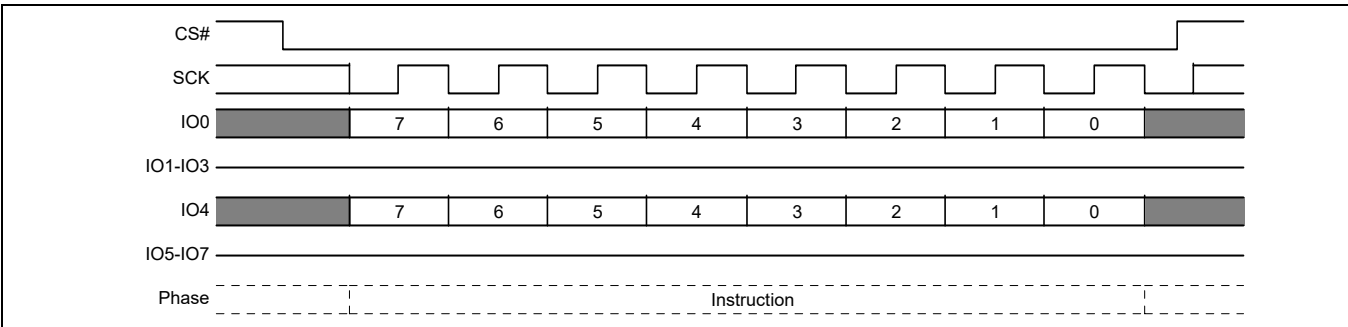 CS#
SCK
IO0 7 6 5 4 3 2 1 0
IO1-IO3
IO4 7 6 5 4 3 2 1 0
IO5-IO7
Phase Instruction